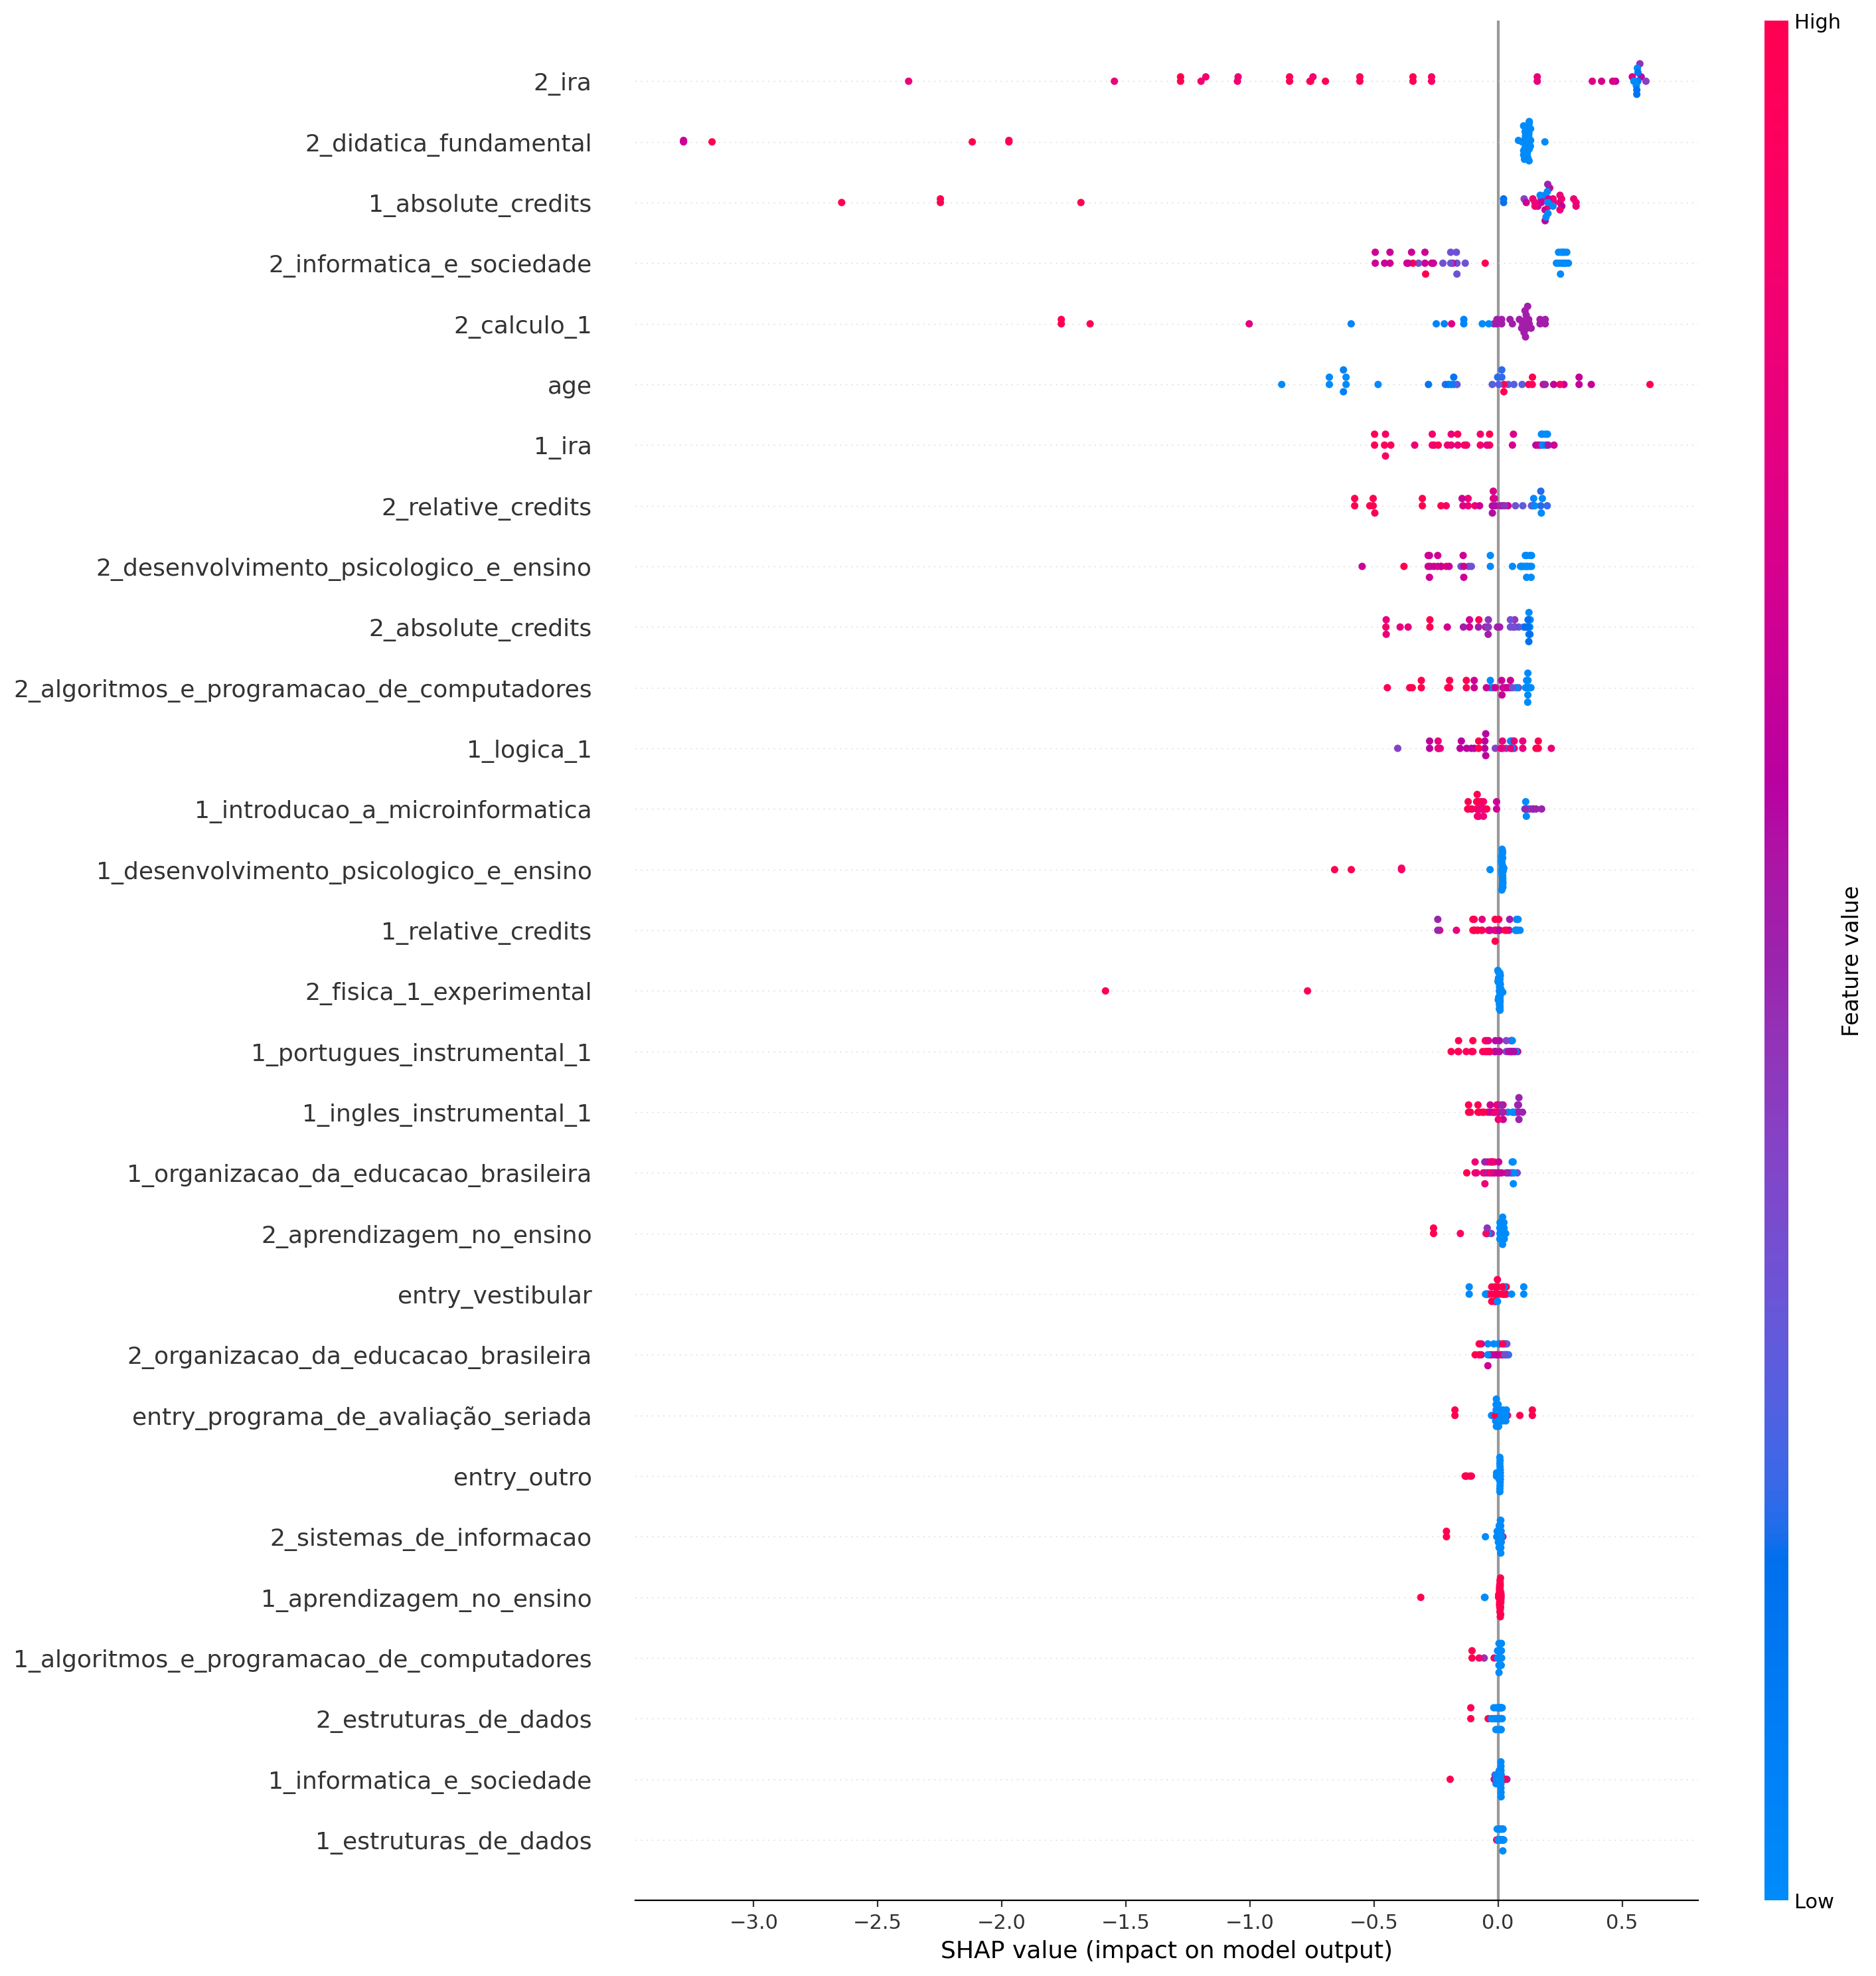 High
2_ira
2_didatica_fundamental
1_absolute_credits
2_informatica_e_sociedade
2_calculo_1
age
1_ira
2_relative_credits
2_desenvolvimento_psicologico_e_ensino
2_absolute_credits
2_algoritmos_e_programacao_de_computadores
1_logica_1
1_introducao_a_microinformatica
1_desenvolvimento_psicologico_e_ensino
1_relative_credits
2_fisica_1_experimental
1_portugues_instrumental_1
1_ingles_instrumental_1
1_organizacao_da_educacao_brasileira
2_aprendizagem_no_ensino
entry_vestibular
2_organizacao_da_educacao_brasileira
entry_programa_de_avaliação_seriada
entry_outro
2_sistemas_de_informacao
1_aprendizagem_no_ensino
1_algoritmos_e_programacao_de_computadores
2_estruturas_de_dados
1_informatica_e_sociedade
1_estruturas_de_dados
Feature value
Low
−3.0 −2.5 −2.0 −1.5 −1.0 −0.5 0.0 0.5
SHAP value (impact on model output)